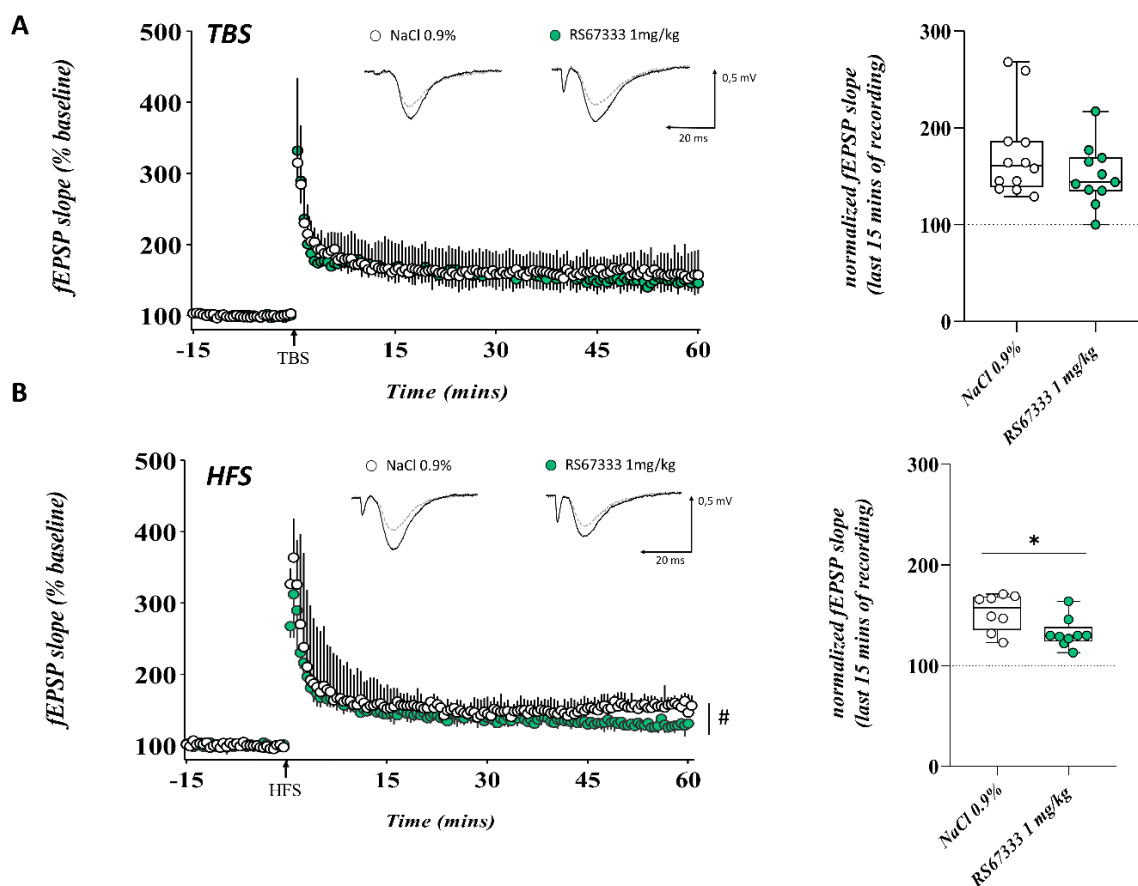 A
TBS
NaCl 0.9%
RS67333 1mg/kg
0,5 mV
20 ms
fEPSP slope (% baseline)
500
400
300
200
100
-15
15
30
45
60
TBS
Time (mins)
normalized fEPSP slope
(last 15 mins of recording)
300
200
100
0
NaCl 0.9%
RS67333 1 mg/kg
B
HFS
NaCl 0.9%
RS67333 1mg/kg
0,5 mV
20 ms
fEPSP slope (% baseline)
500
400
300
200
100
#
-15
15
30
45
60
HFS
Time (mins)
normalized fEPSP slope
(last 15 mins of recording)
300
200
100
0
*
NaCl 0.9%
RS67333 1 mg/kg